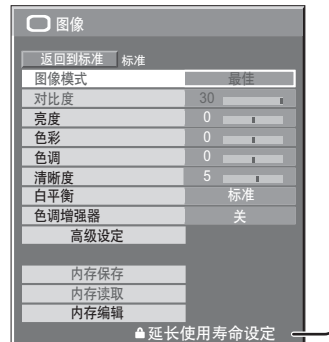 图像
返回到标准 标准
图像模式 最佳
对比度 30
亮度 0
色彩 0
色调 0
清晰度 5
白平衡 标准
色调增强器 关
高级设定
内存保存
内存读取
内存编辑
延长使用寿命设定